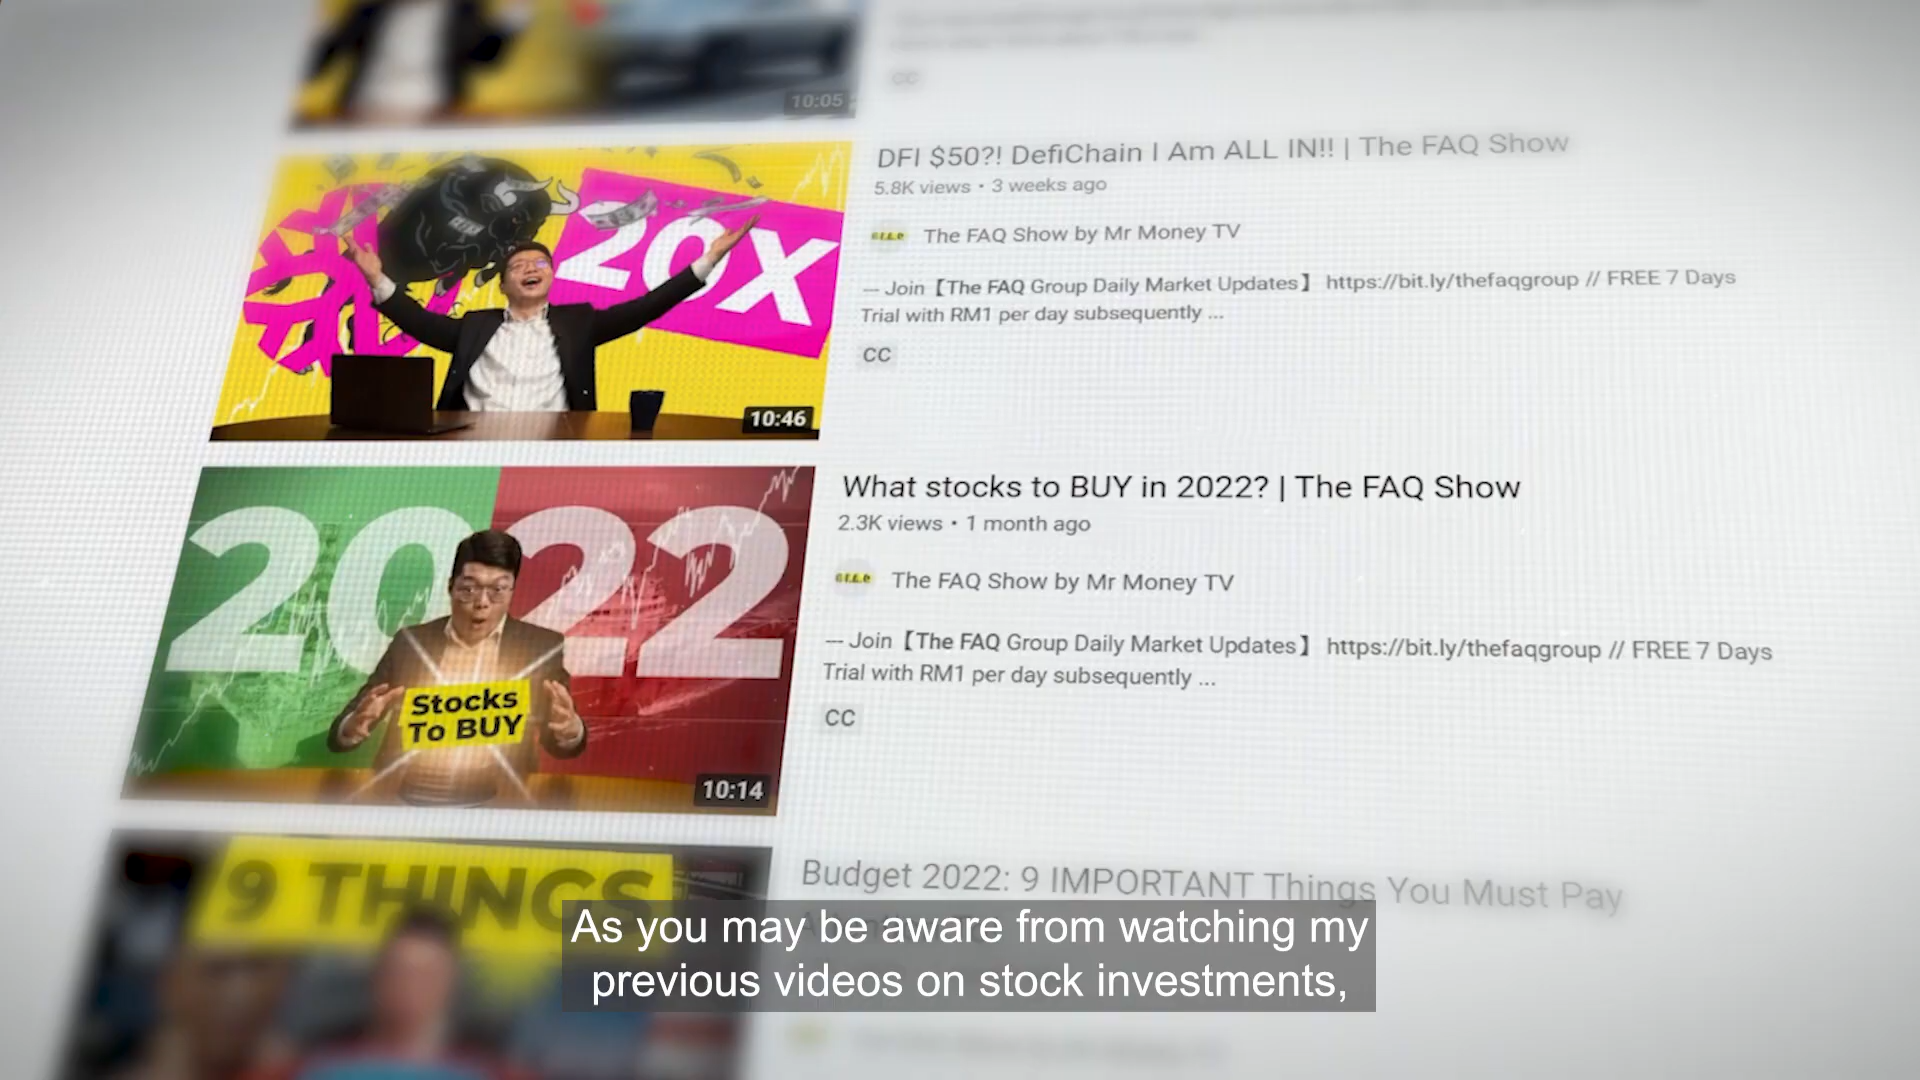 10:05
CC
DFI $50?! DefiChain I Am ALL IN!! | The FAQ Show
5.8K views • 3 weeks ago
20X
The FAQ Show by Mr Money TV
— Join【The FAQ Group Daily Market Updates】 https://bit.ly/thefaqgroup // FREE 7 Days
Trial with RM1 per day subsequently ...
CC
10:46
2022
What stocks to BUY in 2022? | The FAQ Show
2.3K views • 1 month ago
The FAQ Show by Mr Money TV
— Join【The FAQ Group Daily Market Updates】 https://bit.ly/thefaqgroup // FREE 7 Days
Trial with RM1 per day subsequently ...
Stocks
To BUY
CC
10:14
9 THINGS
Budget 2022: 9 IMPORTANT Things You Must Pay
As you may be aware from watching my
previous videos on stock investments,